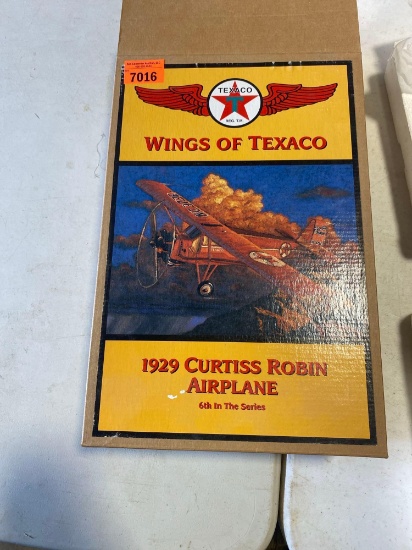 7016
TEXACO
T
REG. T.M.
WINGS OF TEXACO
1929 CURTISS ROBIN
AIRPLANE
6th In The Series